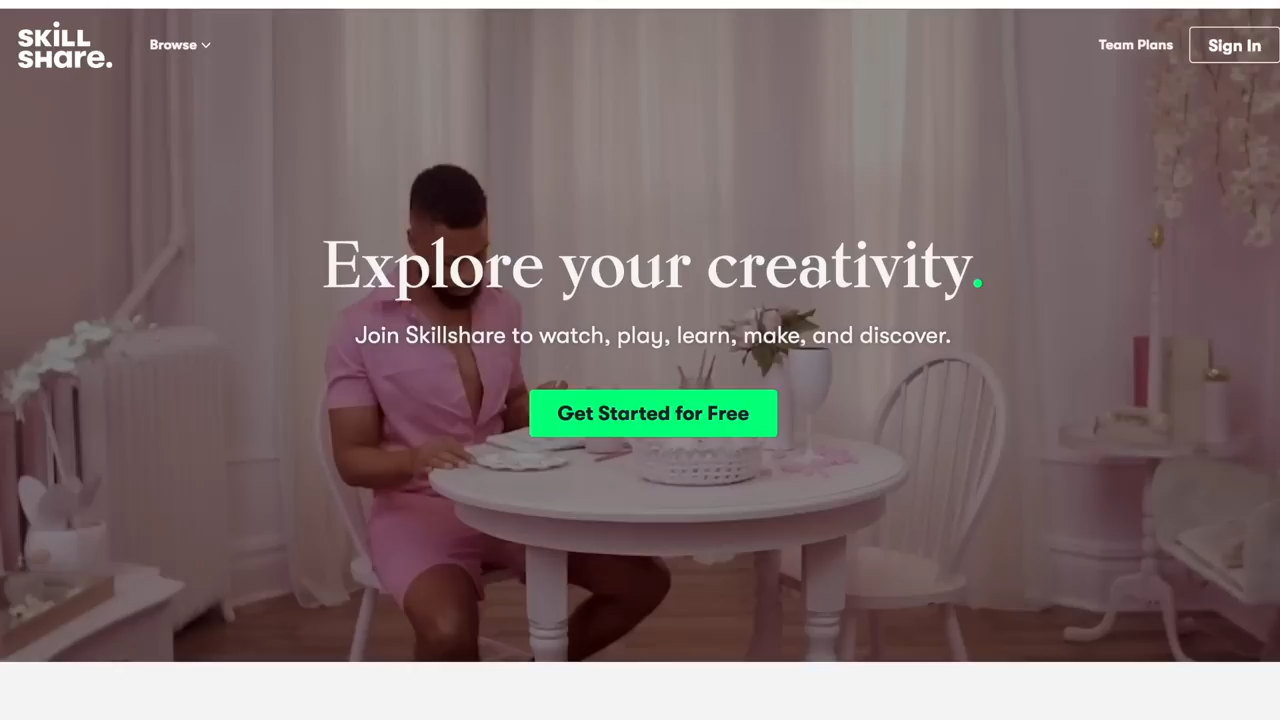 SKILL
SHare.
Browse
Team Plans
Sign In
Explore your creativity.
Join Skillshare to watch, play, learn, make, and discover.
Get Started for Free